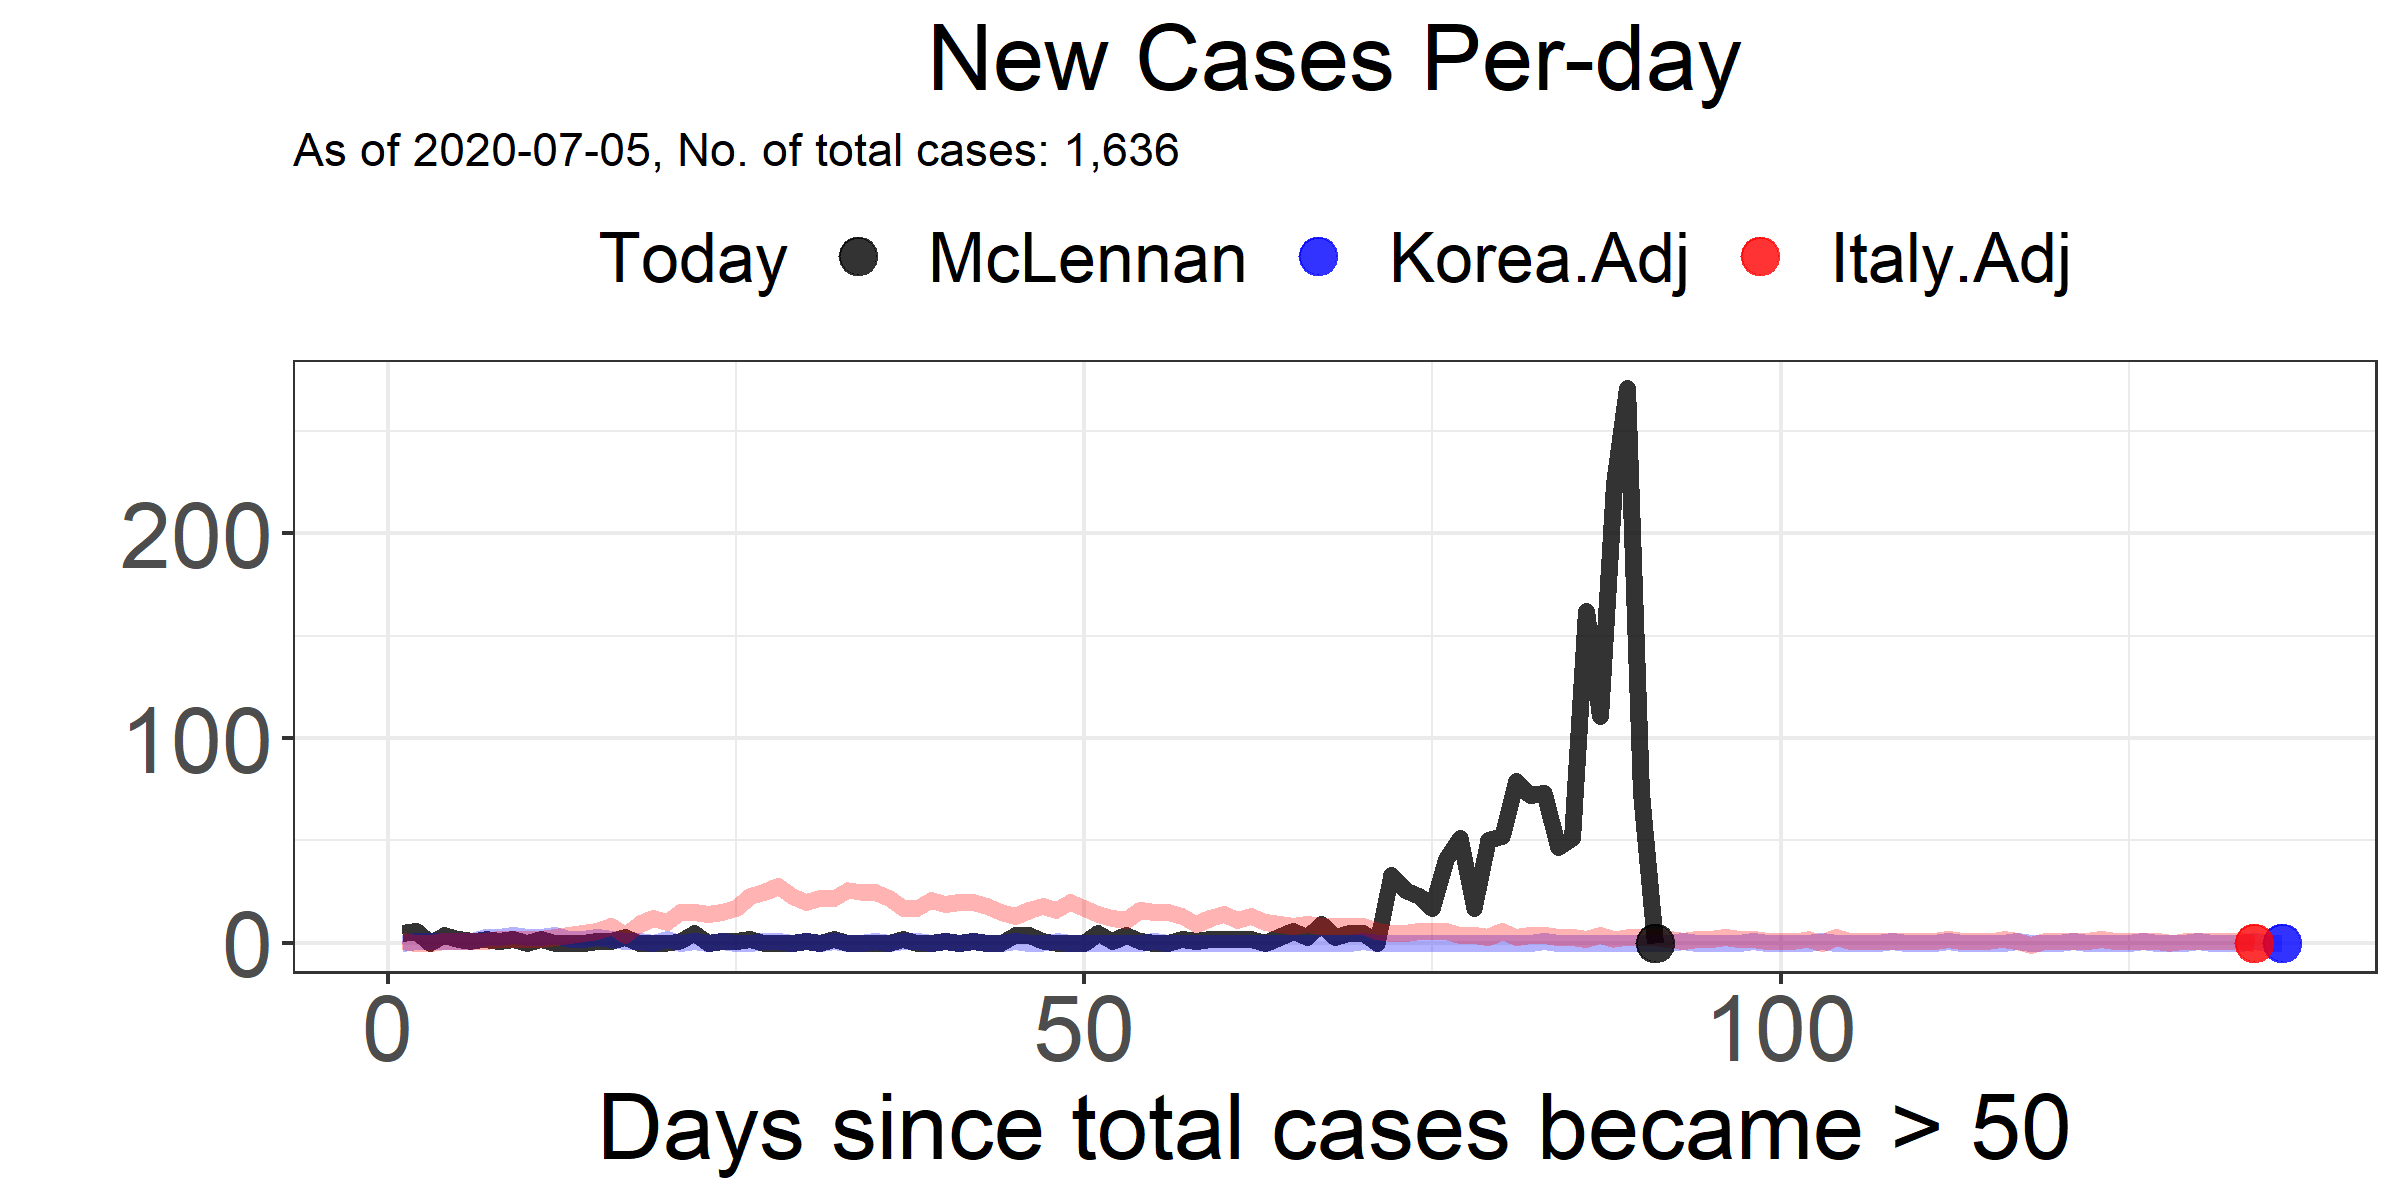 New Cases Per-day
As of 2020-07-05, No. of total cases: 1,636
Today McLennan Korea.Adj Italy.Adj
200
100
0
0 50 100
Days since total cases became > 50